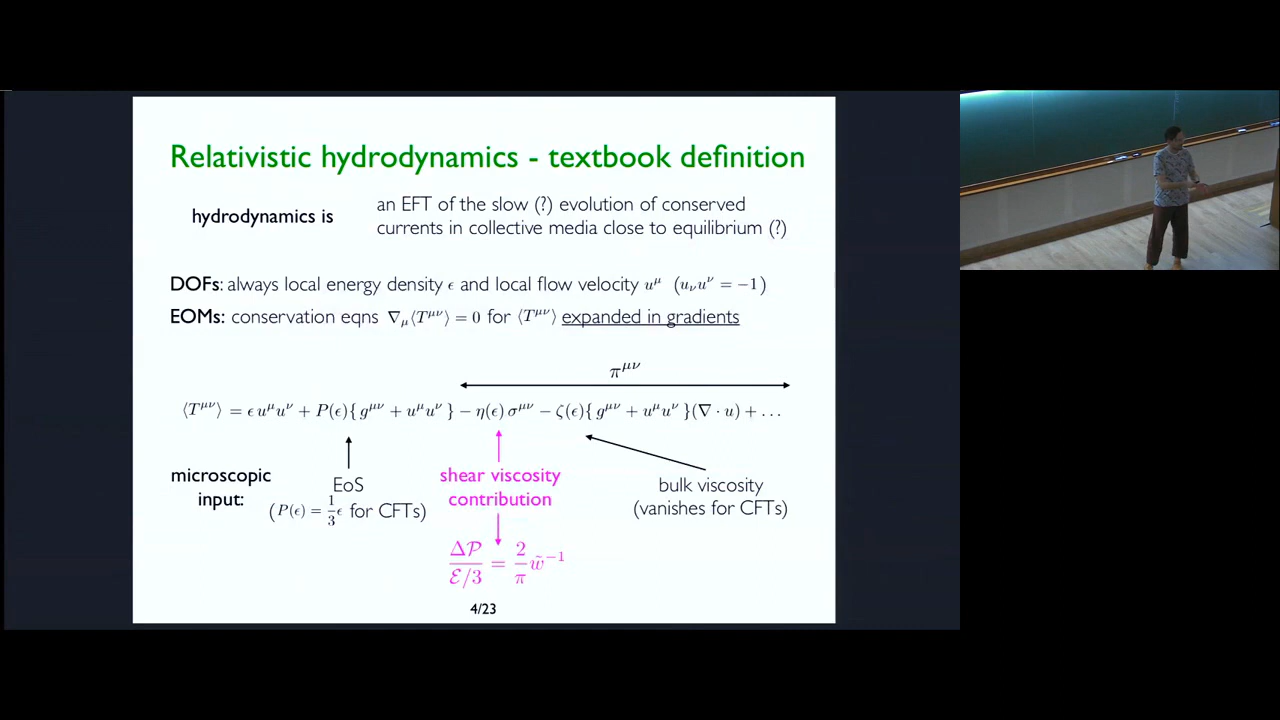 Relativistic hydrodynamics - textbook definition
hydrodynamics is
an EFT of the slow (?) evolution of conserved
currents in collective media close to equilibrium (?)
DOFs: always local energy density ϵ and local flow velocity u^μ (u_ν u^ν = −1)
EOMs: conservation eqns ∇_μ⟨T^{μν}⟩ = 0 for ⟨T^{μν}⟩ expanded in gradients
π^{μν}
⟨T^{μν}⟩ = ϵ u^μ u^ν + P(ϵ){ g^{μν} + u^μ u^ν } − η(ϵ) σ^{μν} − ζ(ϵ){ g^{μν} + u^μ u^ν }(∇ · u) + . . .
microscopic
input:
EoS
(P(ϵ) = 1/3 ϵ for CFTs)
shear viscosity
contribution
bulk viscosity
(vanishes for CFTs)
Δ𝒫 / (ℰ/3) = 2/π w̃^{−1}
4/23